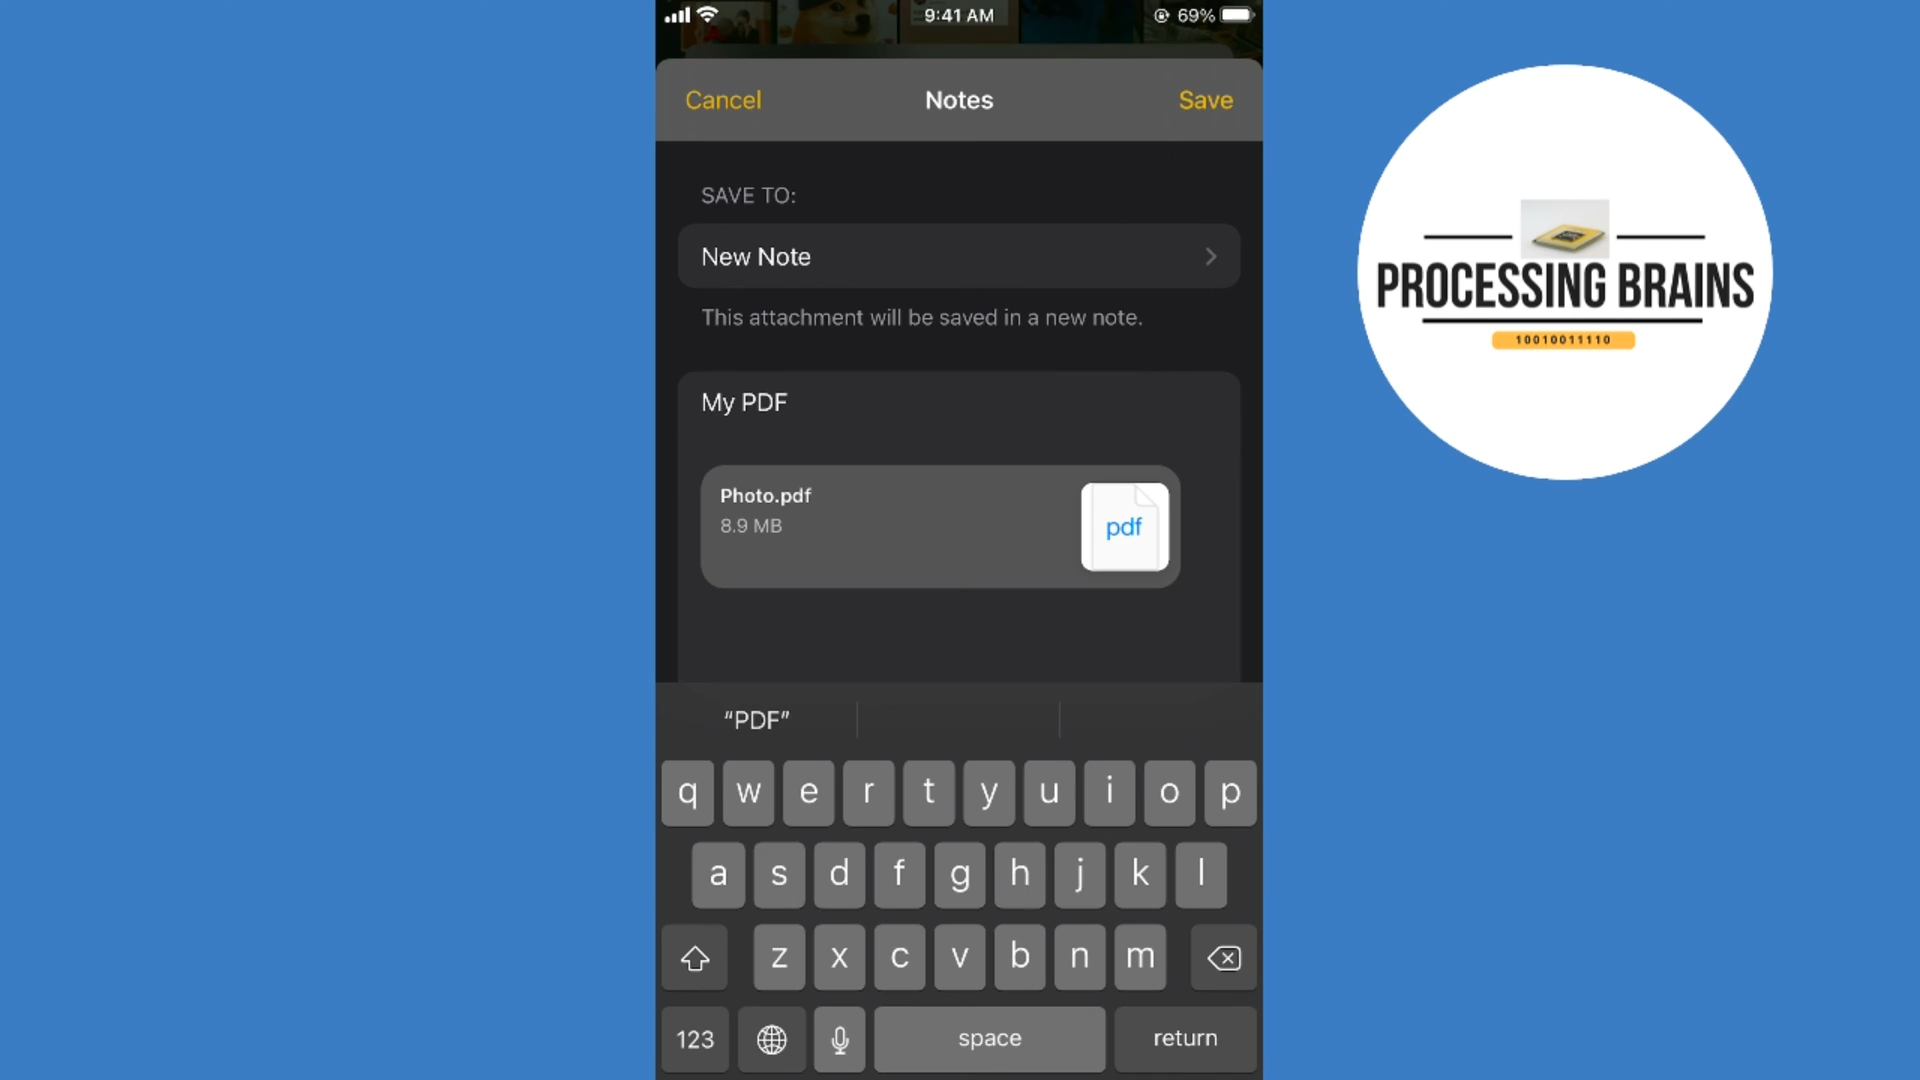 9:41 AM
69%
Cancel
Notes
Save
SAVE TO:
New Note
This attachment will be saved in a new note.
My PDF
Photo.pdf
8.9 MB
pdf
“PDF”
q w e r t y u i o p
a s d f g h j k l
z x c v b n m
123
space
return
PROCESSING BRAINS
10010011110